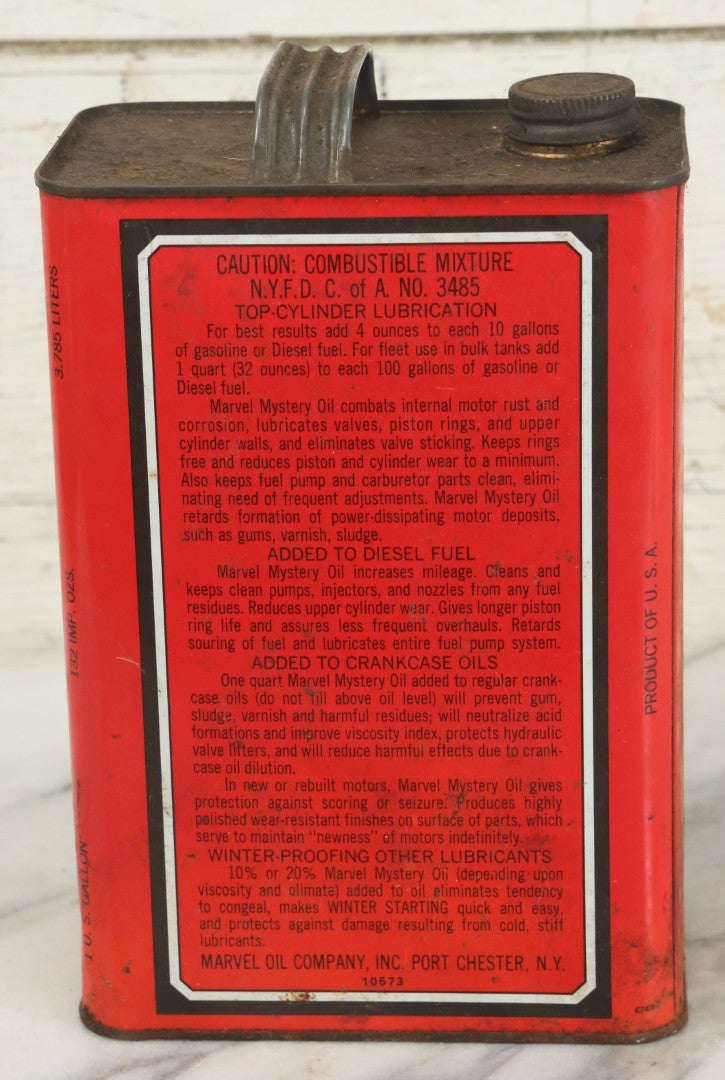 CAUTION: COMBUSTIBLE MIXTURE
N.Y.F.D. C. of A. NO. 3485
TOP-CYLINDER LUBRICATION
For best results add 4 ounces to each 10 gallons
of gasoline or Diesel fuel. For fleet use in bulk tanks add
1 quart (32 ounces) to each 100 gallons of gasoline or
Diesel fuel.
Marvel Mystery Oil combats internal motor rust and
corrosion, lubricates valves, piston rings, and upper
cylinder walls, and eliminates valve sticking. Keeps rings
free and reduces piston and cylinder wear to a minimum.
Also keeps fuel pump and carburetor parts clean, elimi-
nating need of frequent adjustments. Marvel Mystery Oil
retards formation of power-dissipating motor deposits,
such as gums, varnish, sludge.
ADDED TO DIESEL FUEL
Marvel Mystery Oil increases mileage. Cleans and
keeps clean pumps, injectors, and nozzles from any fuel
residues. Reduces upper cylinder wear. Gives longer piston
ring life and assures less frequent overhauls. Retards
souring of fuel and lubricates entire fuel pump system.
ADDED TO CRANKCASE OILS
One quart Marvel Mystery Oil added to regular crank-
case oils (do not fill above oil level) will prevent gum,
sludge, varnish and harmful residues; will neutralize acid
formations and improve viscosity index, protects hydraulic
valve lifters, and will reduce harmful effects due to crank-
case oil dilution.
In new or rebuilt motors, Marvel Mystery Oil gives
protection against scoring or seizure. Produces highly
polished wear-resistant finishes on surface of parts, which
serve to maintain "newness" of motors indefinitely.
WINTER-PROOFING OTHER LUBRICANTS
10% or 20% Marvel Mystery Oil (depending upon
viscosity and climate) added to oil eliminates tendency
to congeal, makes WINTER STARTING quick and easy,
and protects against damage resulting from cold, stiff
lubricants.
MARVEL OIL COMPANY, INC. PORT CHESTER, N.Y.
10573
1 U.S. GALLON
132 IMP. OZS.
3.785 LITERS
PRODUCT OF U. S. A.